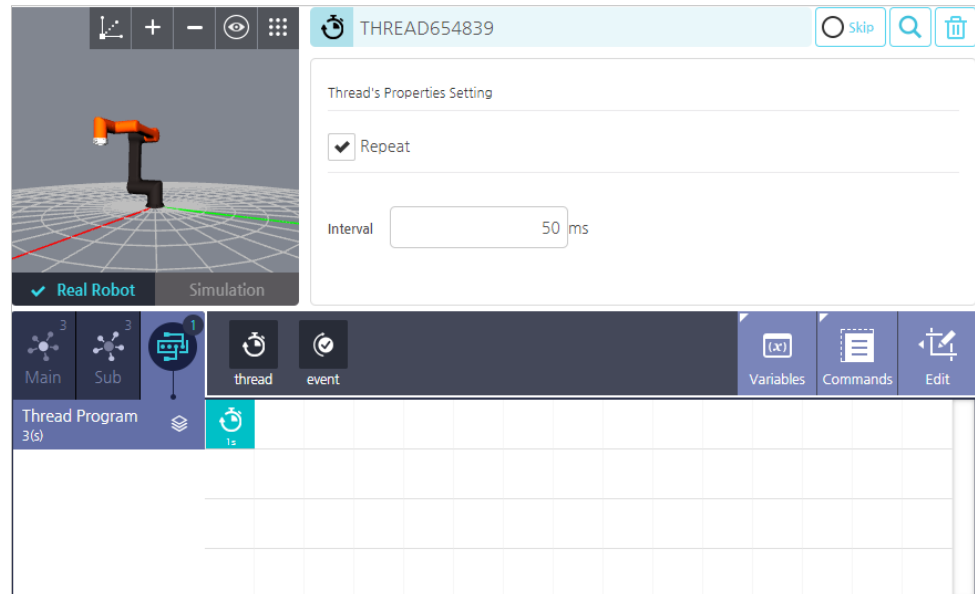 THREAD654839
Skip
Thread's Properties Setting
Repeat
Interval 50 ms
Real Robot Simulation
3 3 1
Main Sub
thread event
(x)
Variables Commands Edit
Thread Program
3(s)
1s